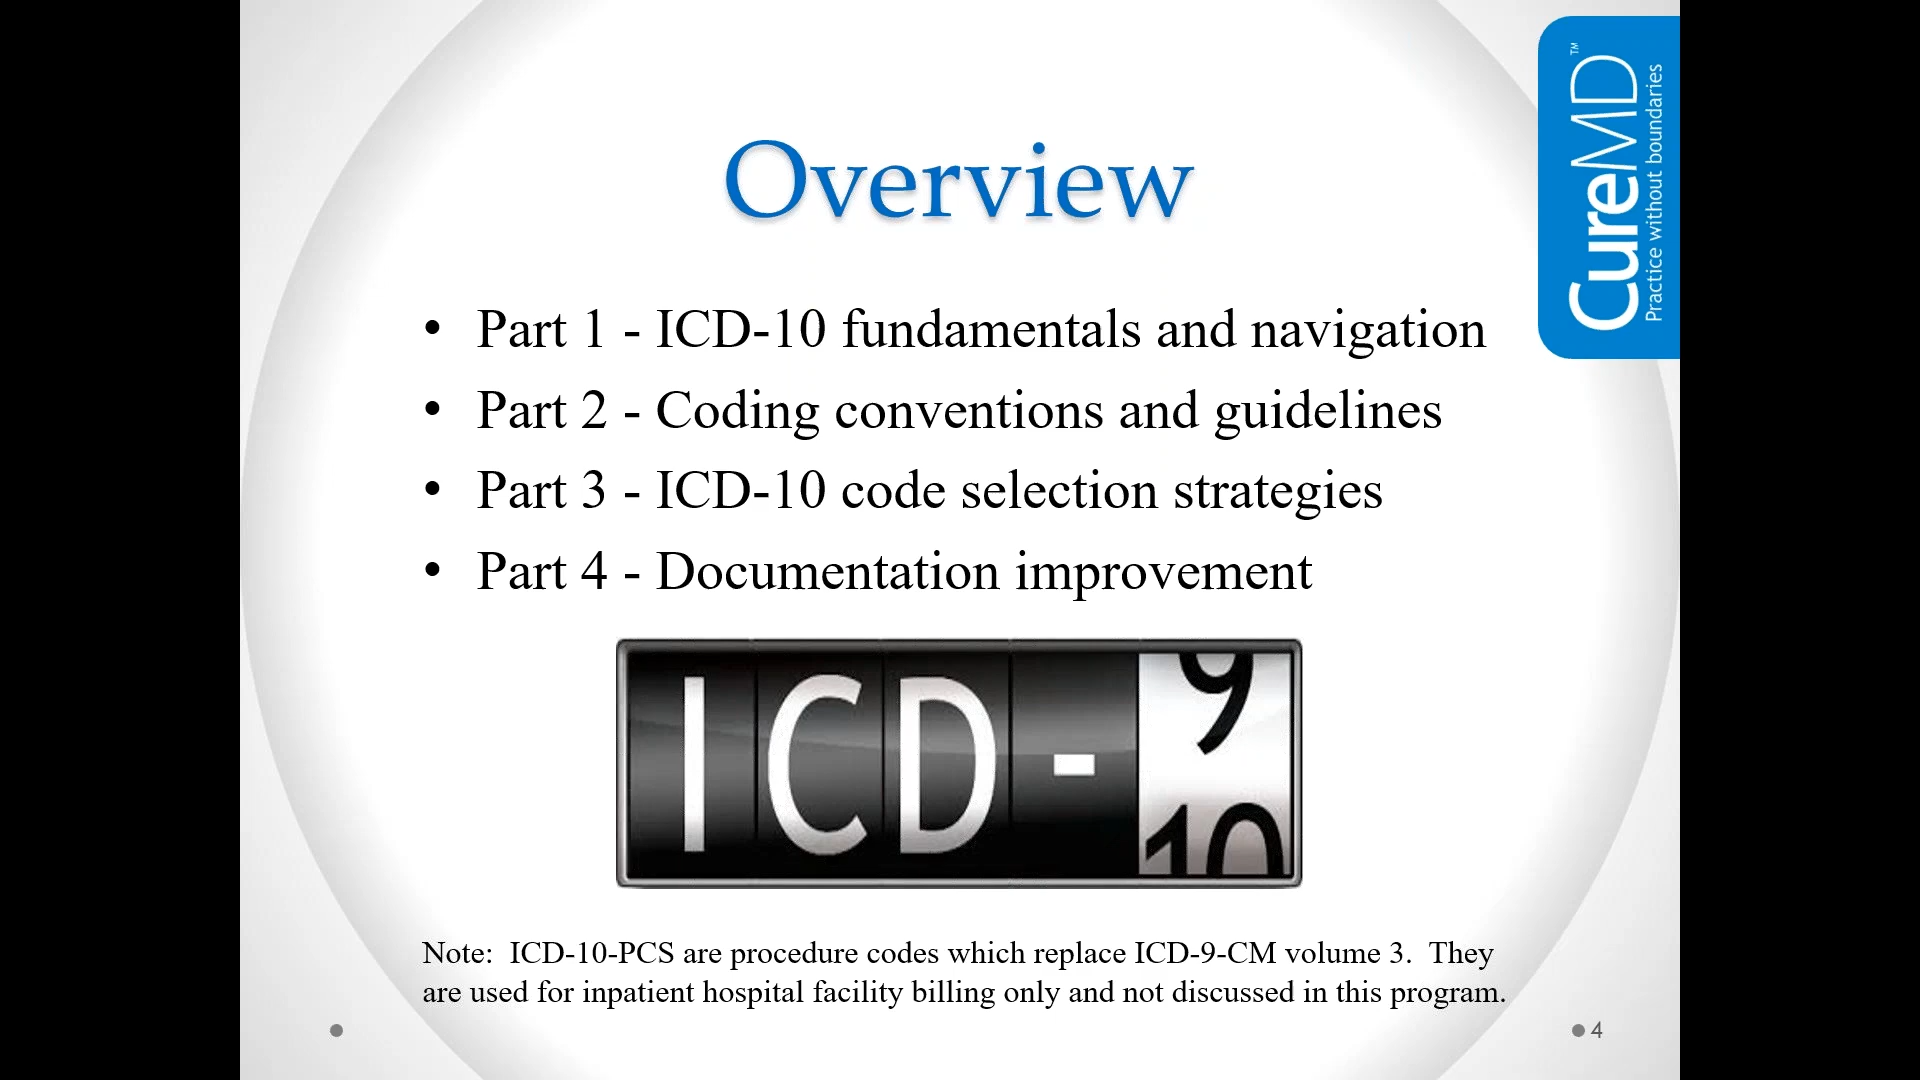 Overview
• Part 1 - ICD-10 fundamentals and navigation
• Part 2 - Coding conventions and guidelines
• Part 3 - ICD-10 code selection strategies
• Part 4 - Documentation improvement
ICD-9
10
Note:  ICD-10-PCS are procedure codes which replace ICD-9-CM volume 3.  They
are used for inpatient hospital facility billing only and not discussed in this program.
4
CureMD™
Practice without boundaries